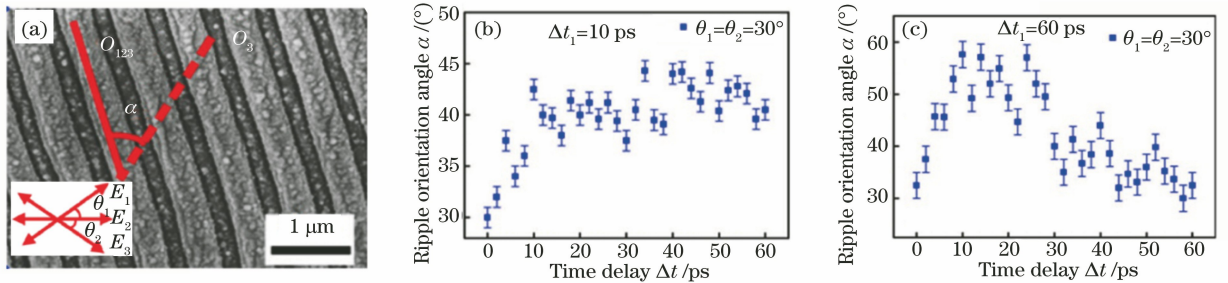 (a)
O₁₂₃
O₃
α
E₁
θ₁
E₂
θ₂
E₃
1 μm
(b)
Δt₁=10 ps
θ₁=θ₂=30°
Ripple orientation angle α /(°)
50
45
40
35
30
0 10 20 30 40 50 60
Time delay Δt /ps
(c)
Δt₁=60 ps
θ₁=θ₂=30°
Ripple orientation angle α /(°)
60
50
40
30
0 10 20 30 40 50 60
Time delay Δt /ps